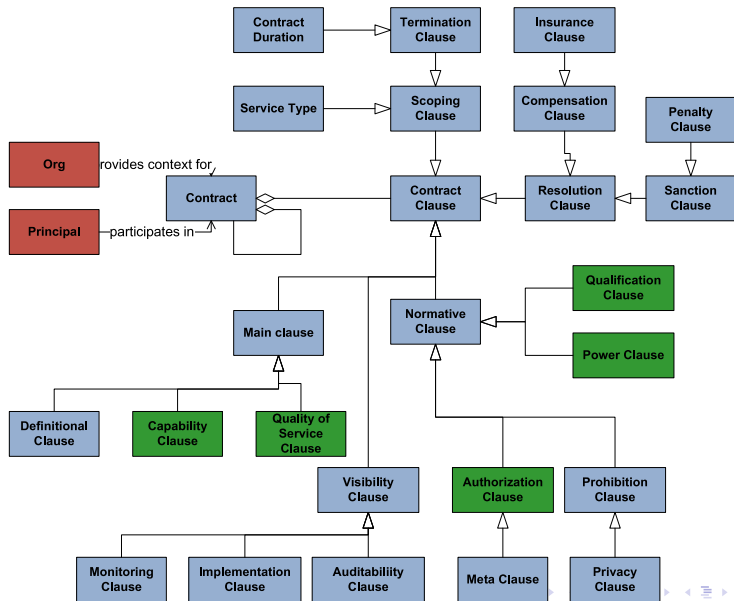 Contract
Duration
Termination
Clause
Insurance
Clause
Service Type
Scoping
Clause
Compensation
Clause
Penalty
Clause
Org
rovides context for
Contract
Contract
Clause
Resolution
Clause
Sanction
Clause
Principal
participates in
Qualification
Clause
Main clause
Normative
Clause
Power Clause
Definitional
Clause
Capability
Clause
Quality of
Service
Clause
Visibility
Clause
Authorization
Clause
Prohibition
Clause
Monitoring
Clause
Implementation
Clause
Auditabiliity
Clause
Meta Clause
Privacy
Clause